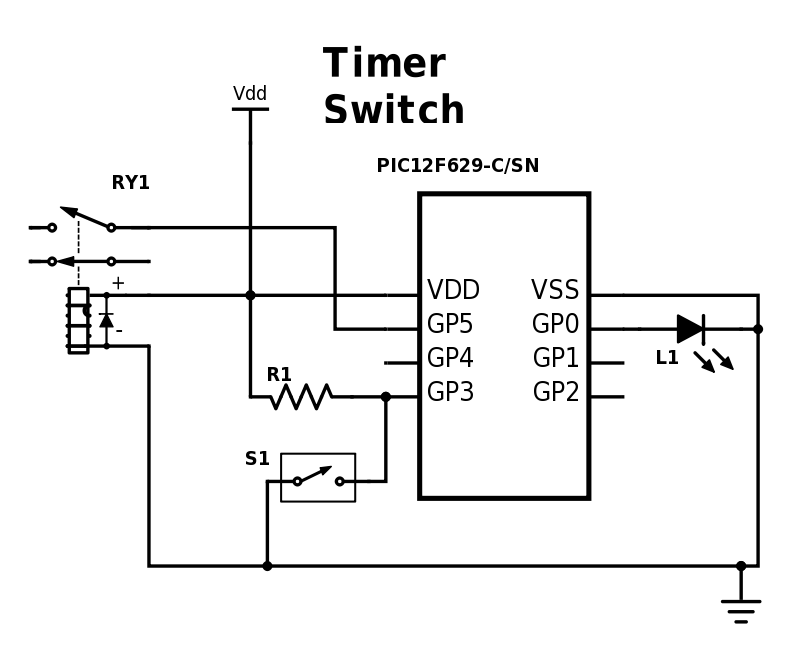 Timer
Switch
Vdd
PIC12F629-C/SN
RY1
+
-
VDD
GP5
GP4
GP3
VSS
GP0
GP1
GP2
L1
R1
S1